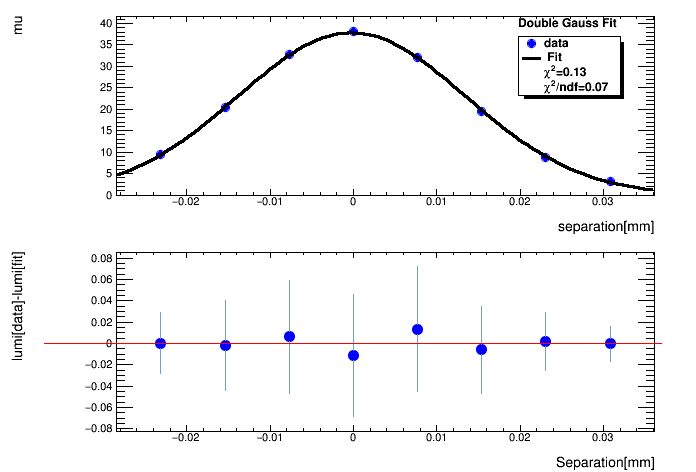 mu
Double Gauss Fit
data
Fit
χ²=0.13
χ²/ndf=0.07
40
35
30
25
20
15
10
5
0
−0.02 −0.01 0 0.01 0.02 0.03
separation[mm]
lumi[data]-lumi[fit]
0.08
0.06
0.04
0.02
0
−0.02
−0.04
−0.06
−0.08
−0.02 −0.01 0 0.01 0.02 0.03
Separation[mm]